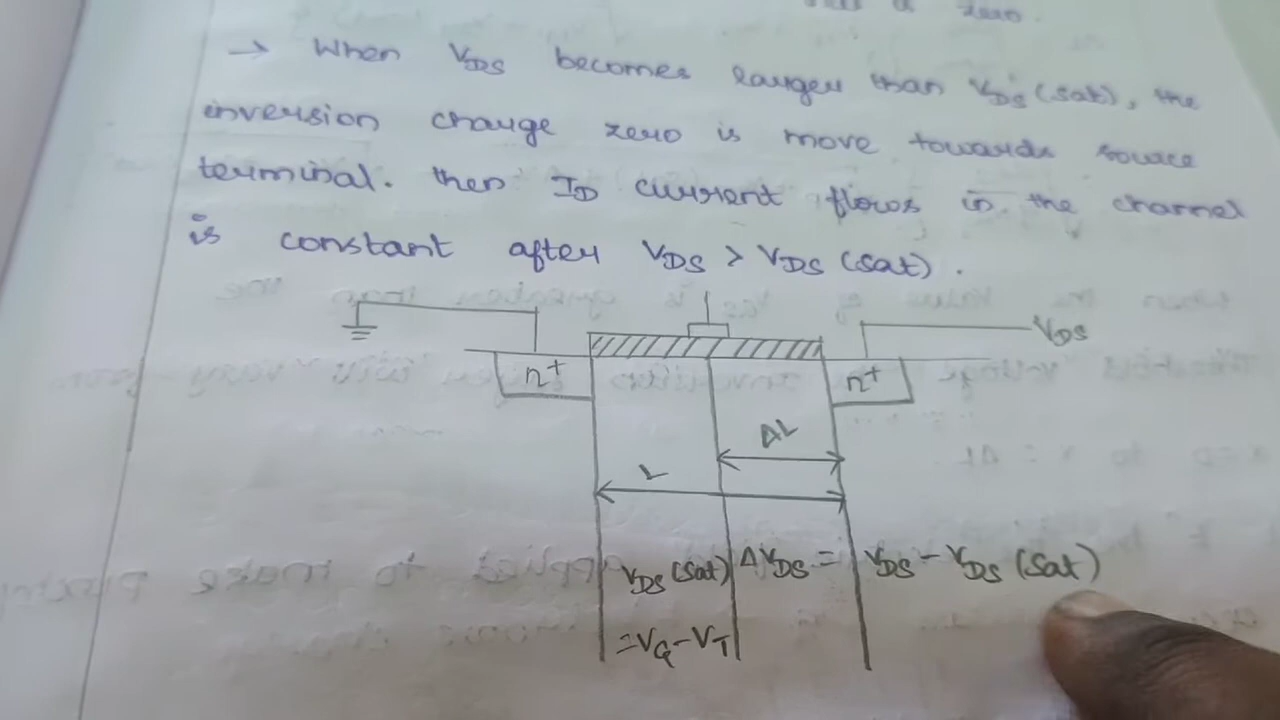 zero.
→ When VDS becomes larger than VDS (sat), the
inversion charge zero is move towards source
terminal. then ID current flows in the channel
is constant after VDS > VDS (sat).
VDS
n+ n+
ΔL
L
VDS (sat) ΔVDS = VDS - VDS (sat)
= VG - VT